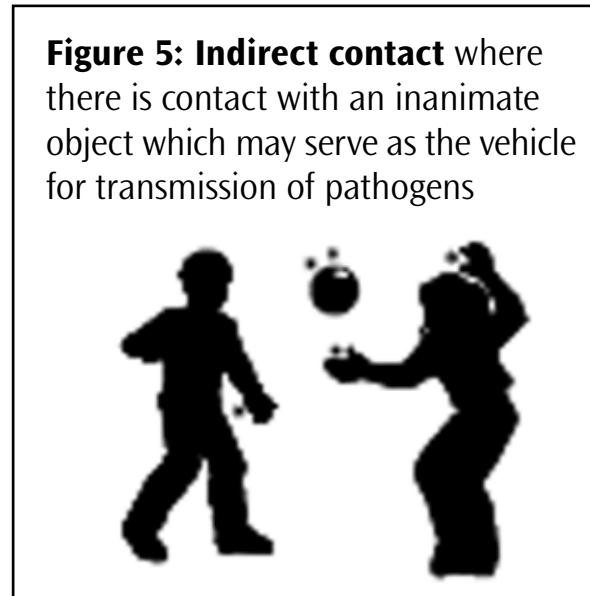 Figure 5: Indirect contact where
there is contact with an inanimate
object which may serve as the vehicle
for transmission of pathogens